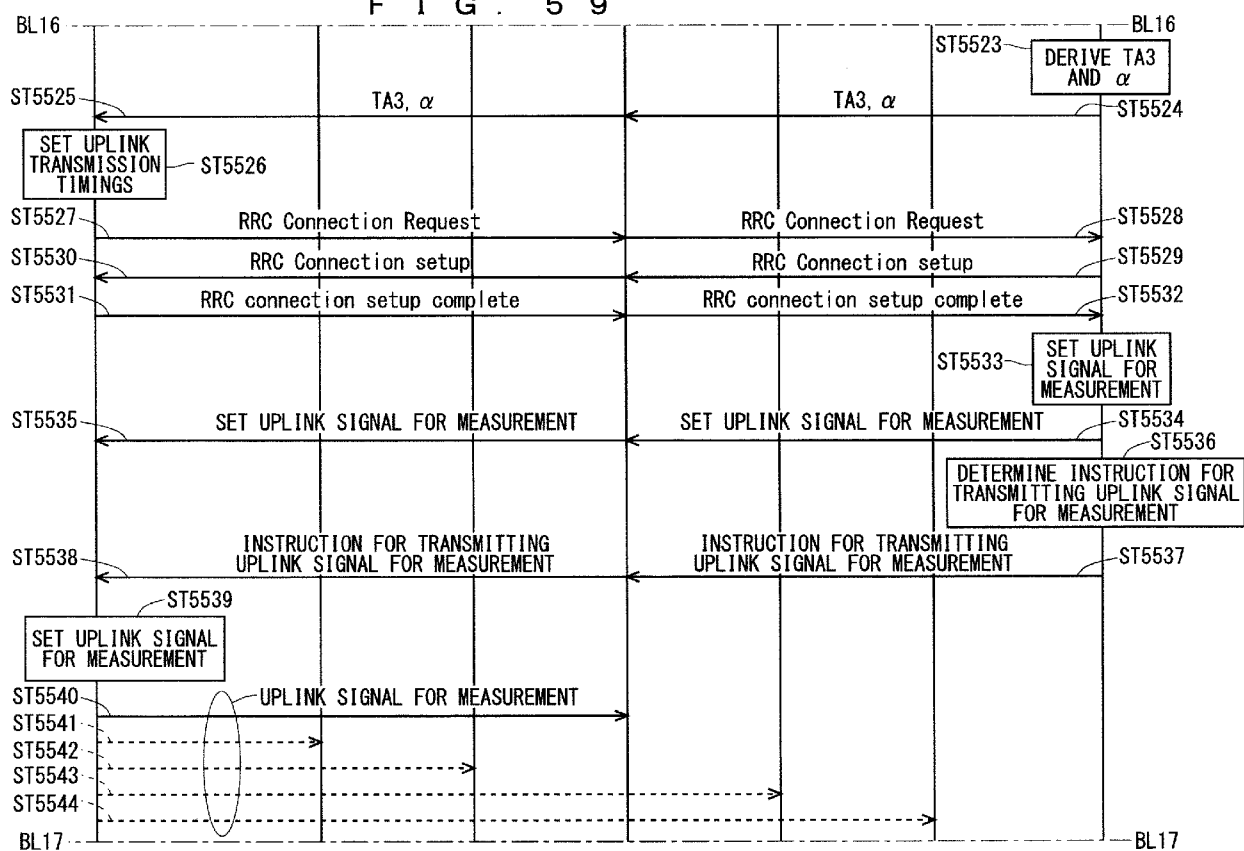 F I G . 5 9
BL16 BL16
ST5523
DERIVE TA3
AND α
ST5525 TA3, α TA3, α ST5524
SET UPLINK
TRANSMISSION
TIMINGS
ST5526
ST5527 RRC Connection Request RRC Connection Request ST5528
ST5530 RRC Connection setup RRC Connection setup ST5529
ST5531 RRC connection setup complete RRC connection setup complete ST5532
ST5533
SET UPLINK
SIGNAL FOR
MEASUREMENT
ST5535 SET UPLINK SIGNAL FOR MEASUREMENT SET UPLINK SIGNAL FOR MEASUREMENT ST5534
ST5536
DETERMINE INSTRUCTION FOR
TRANSMITTING UPLINK SIGNAL
FOR MEASUREMENT
INSTRUCTION FOR TRANSMITTING INSTRUCTION FOR TRANSMITTING
ST5538 UPLINK SIGNAL FOR MEASUREMENT UPLINK SIGNAL FOR MEASUREMENT ST5537
ST5539
SET UPLINK SIGNAL
FOR MEASUREMENT
ST5540 UPLINK SIGNAL FOR MEASUREMENT
ST5541
ST5542
ST5543
ST5544
BL17 BL17